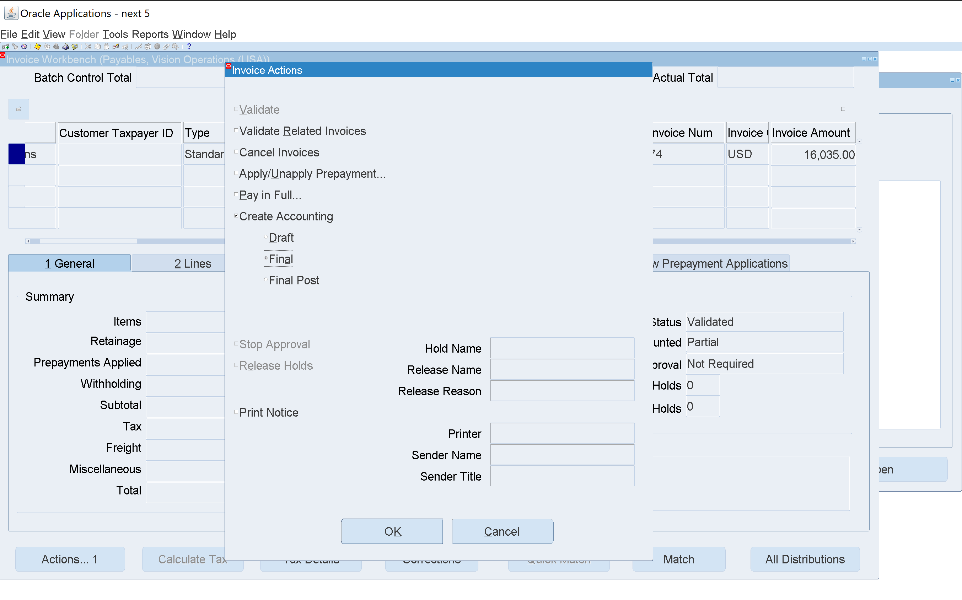 Oracle Applications - next 5
File Edit View Folder Tools Reports Window Help
Invoice Workbench (Payables, Vision Operations (USA))
Invoice Actions
Batch Control Total
Actual Total
Validate
Validate Related Invoices
Cancel Invoices
Apply/Unapply Prepayment...
Pay in Full...
Create Accounting
Draft
Final
Final Post
Stop Approval
Release Holds
Print Notice
Hold Name
Release Name
Release Reason
Printer
Sender Name
Sender Title
OK
Cancel
Customer Taxpayer ID
Type
nvoice Num
Invoice
Invoice Amount
ns
Standar
74
USD
16,035.00
1 General
2 Lines
w Prepayment Applications
Summary
Items
Retainage
Prepayments Applied
Withholding
Subtotal
Tax
Freight
Miscellaneous
Total
Status Validated
unted Partial
proval Not Required
Holds 0
Holds 0
pen
Actions... 1
Calculate Tax
Tax Details
Corrections
Quick Match
Match
All Distributions